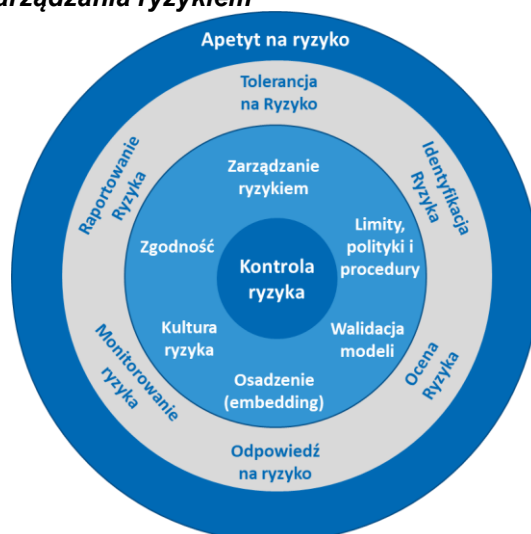 arządzania ryzykiem
Apetyt na ryzyko
Tolerancja
na Ryzyko
Identyfikacja
Ryzyka
Ocena
Ryzyka
Odpowiedź
na ryzyko
Monitorowanie
ryzyka
Raportowanie
Ryzyka
Zarządzanie
ryzykiem
Limity,
polityki i
procedury
Walidacja
modeli
Osadzenie
(embedding)
Kultura
ryzyka
Zgodność
Kontrola
ryzyka